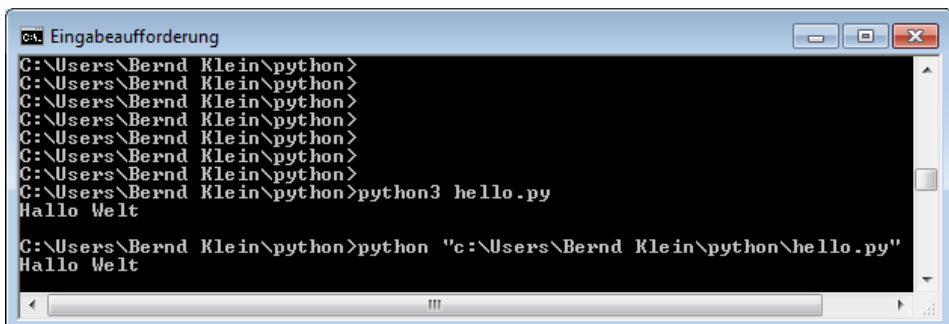 Eingabeaufforderung
C:\Users\Bernd Klein\python>
C:\Users\Bernd Klein\python>
C:\Users\Bernd Klein\python>
C:\Users\Bernd Klein\python>
C:\Users\Bernd Klein\python>
C:\Users\Bernd Klein\python>
C:\Users\Bernd Klein\python>
C:\Users\Bernd Klein\python>python3 hello.py
Hallo Welt
C:\Users\Bernd Klein\python>python "c:\Users\Bernd Klein\python\hello.py"
Hallo Welt